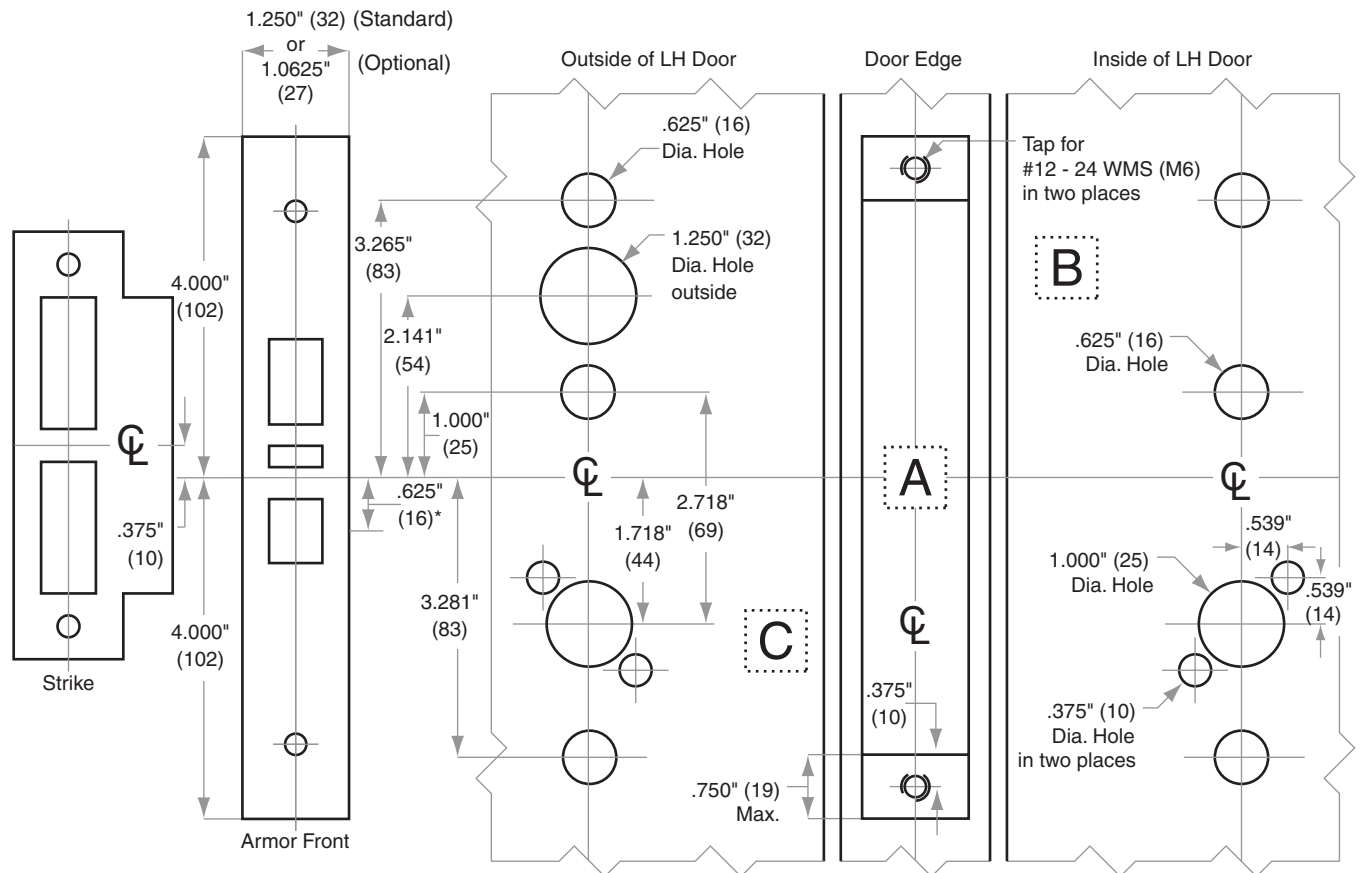 1.250" (32) (Standard)
or
1.0625"
(27)
(Optional)
Outside of LH Door
Door Edge
Inside of LH Door
.625" (16)
Dia. Hole
Tap for
#12 - 24 WMS (M6)
in two places
3.265"
(83)
1.250" (32)
Dia. Hole
outside
B
4.000"
(102)
2.141"
(54)
.625" (16)
Dia. Hole
1.000"
(25)
℄
℄
A
℄
.625"
(16)*
2.718"
(69)
.375"
(10)
1.718"
(44)
.539"
(14)
1.000" (25)
Dia. Hole
.539"
(14)
3.281"
(83)
4.000"
(102)
C
℄
Strike
.375"
(10)
.375" (10)
Dia. Hole
in two places
.750" (19)
Max.
Armor Front